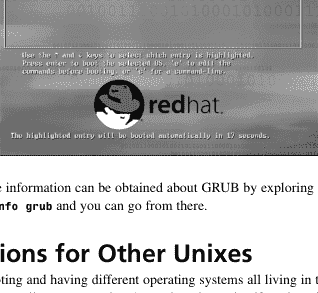 Use the ^ and v keys to select which entry is highlighted.
Press enter to boot the selected OS, 'e' to edit the
commands before booting, or 'c' for a command-line.
redhat.
The highlighted entry will be booted automatically in 17 seconds.
e information can be obtained about GRUB by exploring
nfo grub and you can go from there.
ions for Other Unixes
oting and having different operating systems all living in t